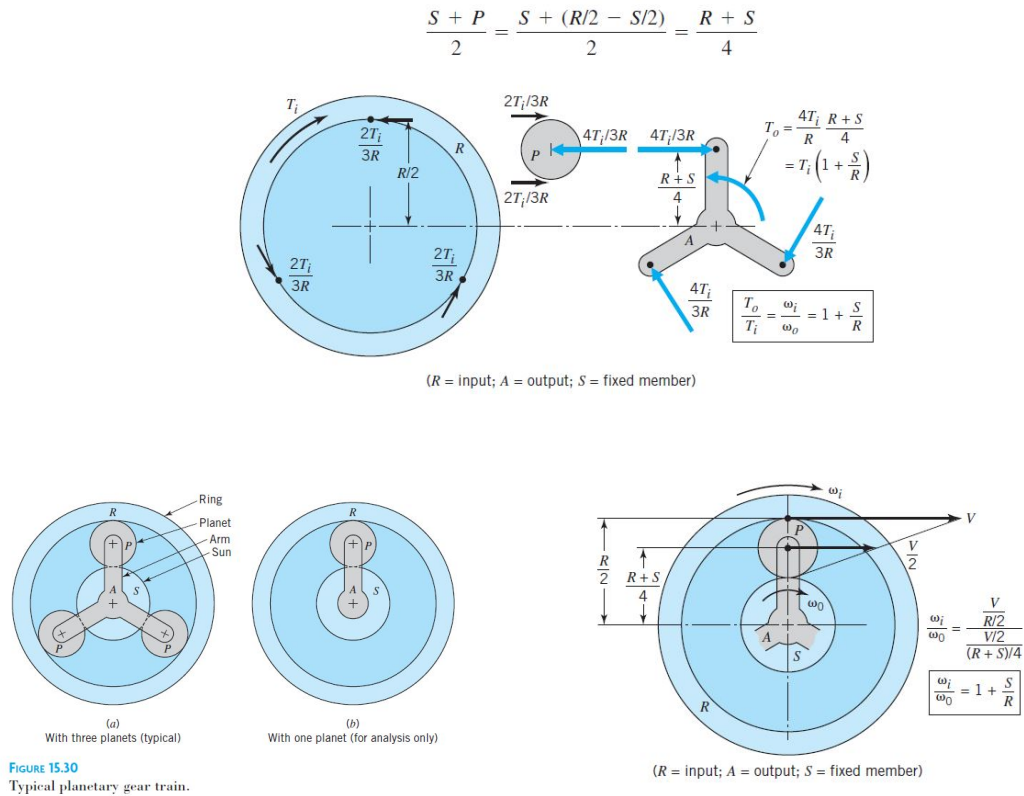 S + P / 2 = S + (R/2 − S/2) / 2 = R + S / 4
T_i
2T_i / 3R
R
R/2
2T_i / 3R
2T_i / 3R
2T_i/3R
P
4T_i/3R
2T_i/3R
4T_i/3R
R + S / 4
A
T_o = 4T_i / R R + S / 4
= T_i (1 + S / R)
4T_i / 3R
4T_i / 3R
T_o / T_i = ω_i / ω_o = 1 + S / R
(R = input; A = output; S = fixed member)
Ring
Planet
Arm
Sun
R
P
A
S
P
P
(a)
With three planets (typical)
R
P
A
S
(b)
With one planet (for analysis only)
FIGURE 15.30
Typical planetary gear train.
ω_i
V
P
V / 2
R / 2
R + S / 4
ω_0
A
S
R
ω_i / ω_0 = V / R/2 / V/2 / (R + S)/4
ω_i / ω_0 = 1 + S / R
(R = input; A = output; S = fixed member)